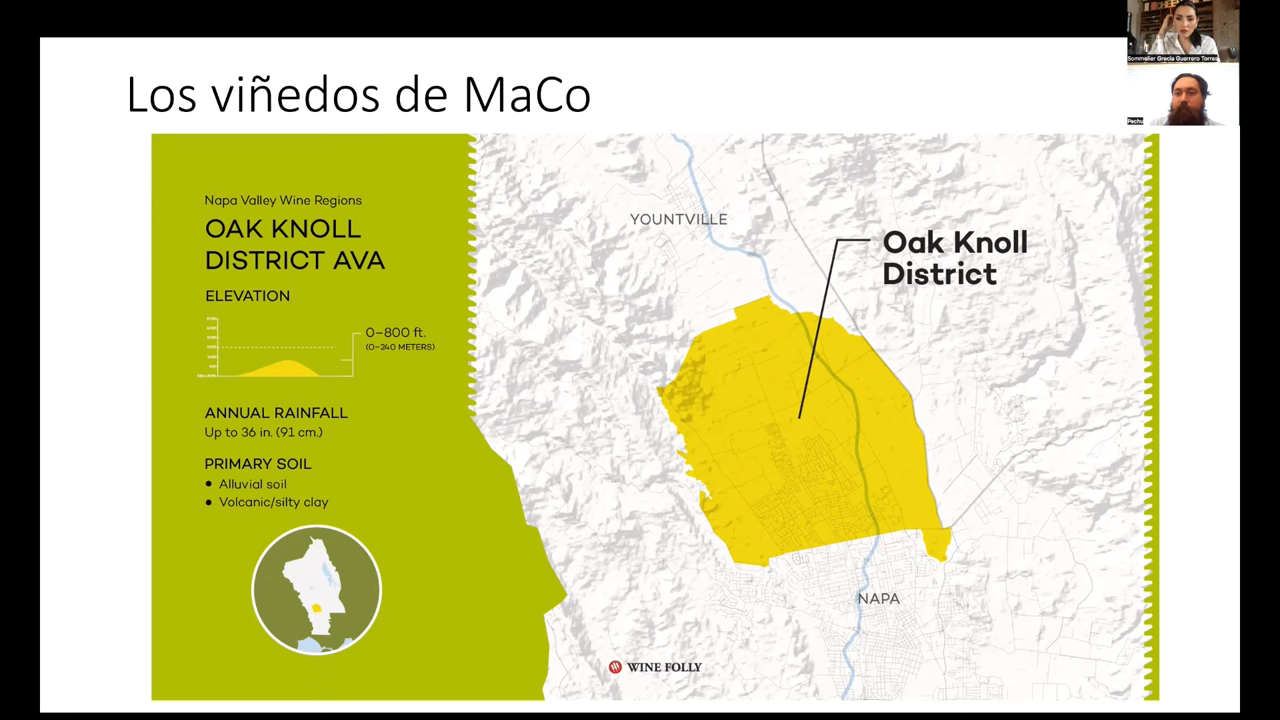 Los viñedos de MaCo
Sommelier Grecia Guerrero Torres
Pechu
Napa Valley Wine Regions
OAK KNOLL
DISTRICT AVA
ELEVATION
0–800 ft.
(0–240 METERS)
ANNUAL RAINFALL
Up to 36 in. (91 cm.)
PRIMARY SOIL
● Alluvial soil
● Volcanic/silty clay
YOUNTVILLE
Oak Knoll
District
NAPA
WINE FOLLY